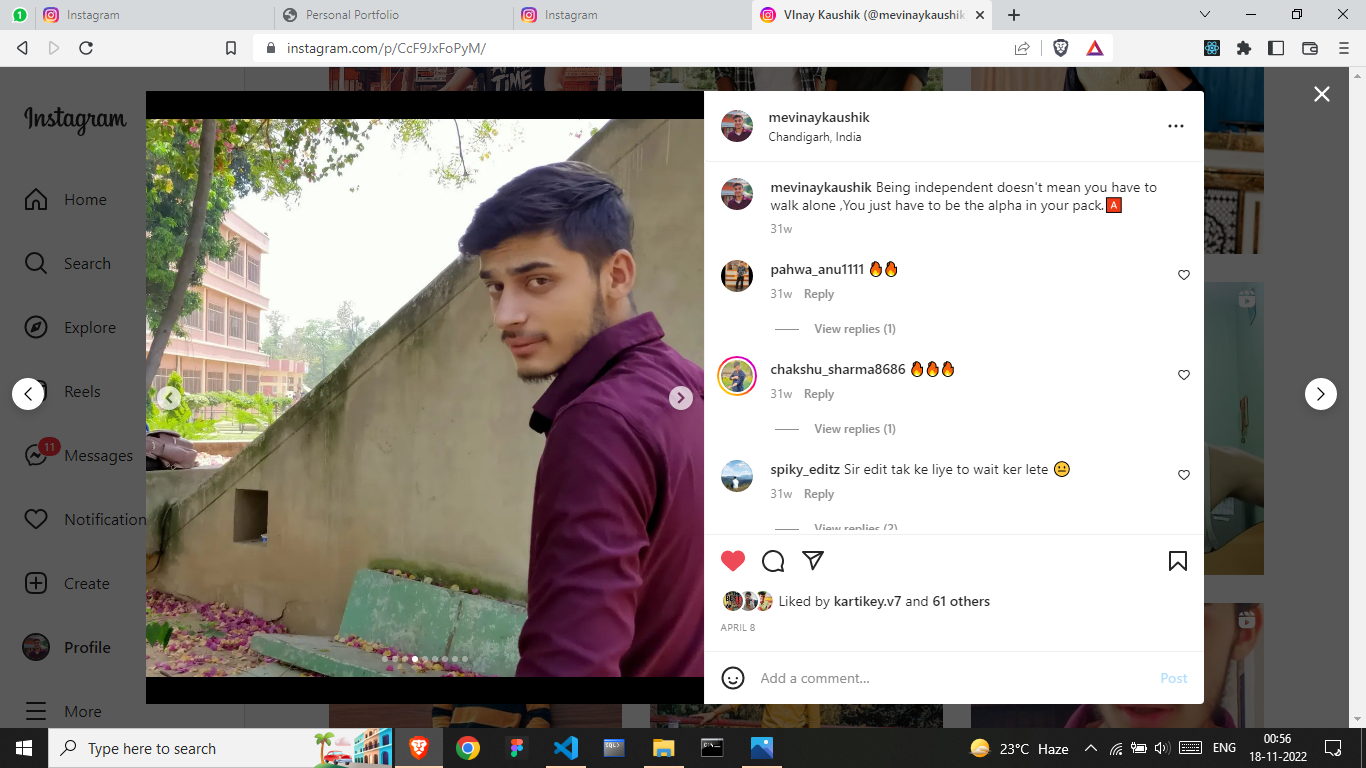 1
Instagram
Personal Portfolio
Instagram
VInay Kaushik (@mevinaykaushik
instagram.com/p/CcF9JxFoPyM/
TIME
Instagram
Home
Search
Explore
Reels
11
Messages
Notification
Create
Profile
More
mevinaykaushik
Chandigarh, India
mevinaykaushik Being independent doesn't mean you have to
walk alone ,You just have to be the alpha in your pack.🅰
31w
pahwa_anu1111 🔥🔥
31w Reply
View replies (1)
chakshu_sharma8686 🔥🔥🔥
31w Reply
View replies (1)
spiky_editz Sir edit tak ke liye to wait ker lete 😐
31w Reply
View replies (2)
Liked by kartikey.v7 and 61 others
APRIL 8
Add a comment...
Post
Type here to search
23°C Haze
ENG
00:56
18-11-2022